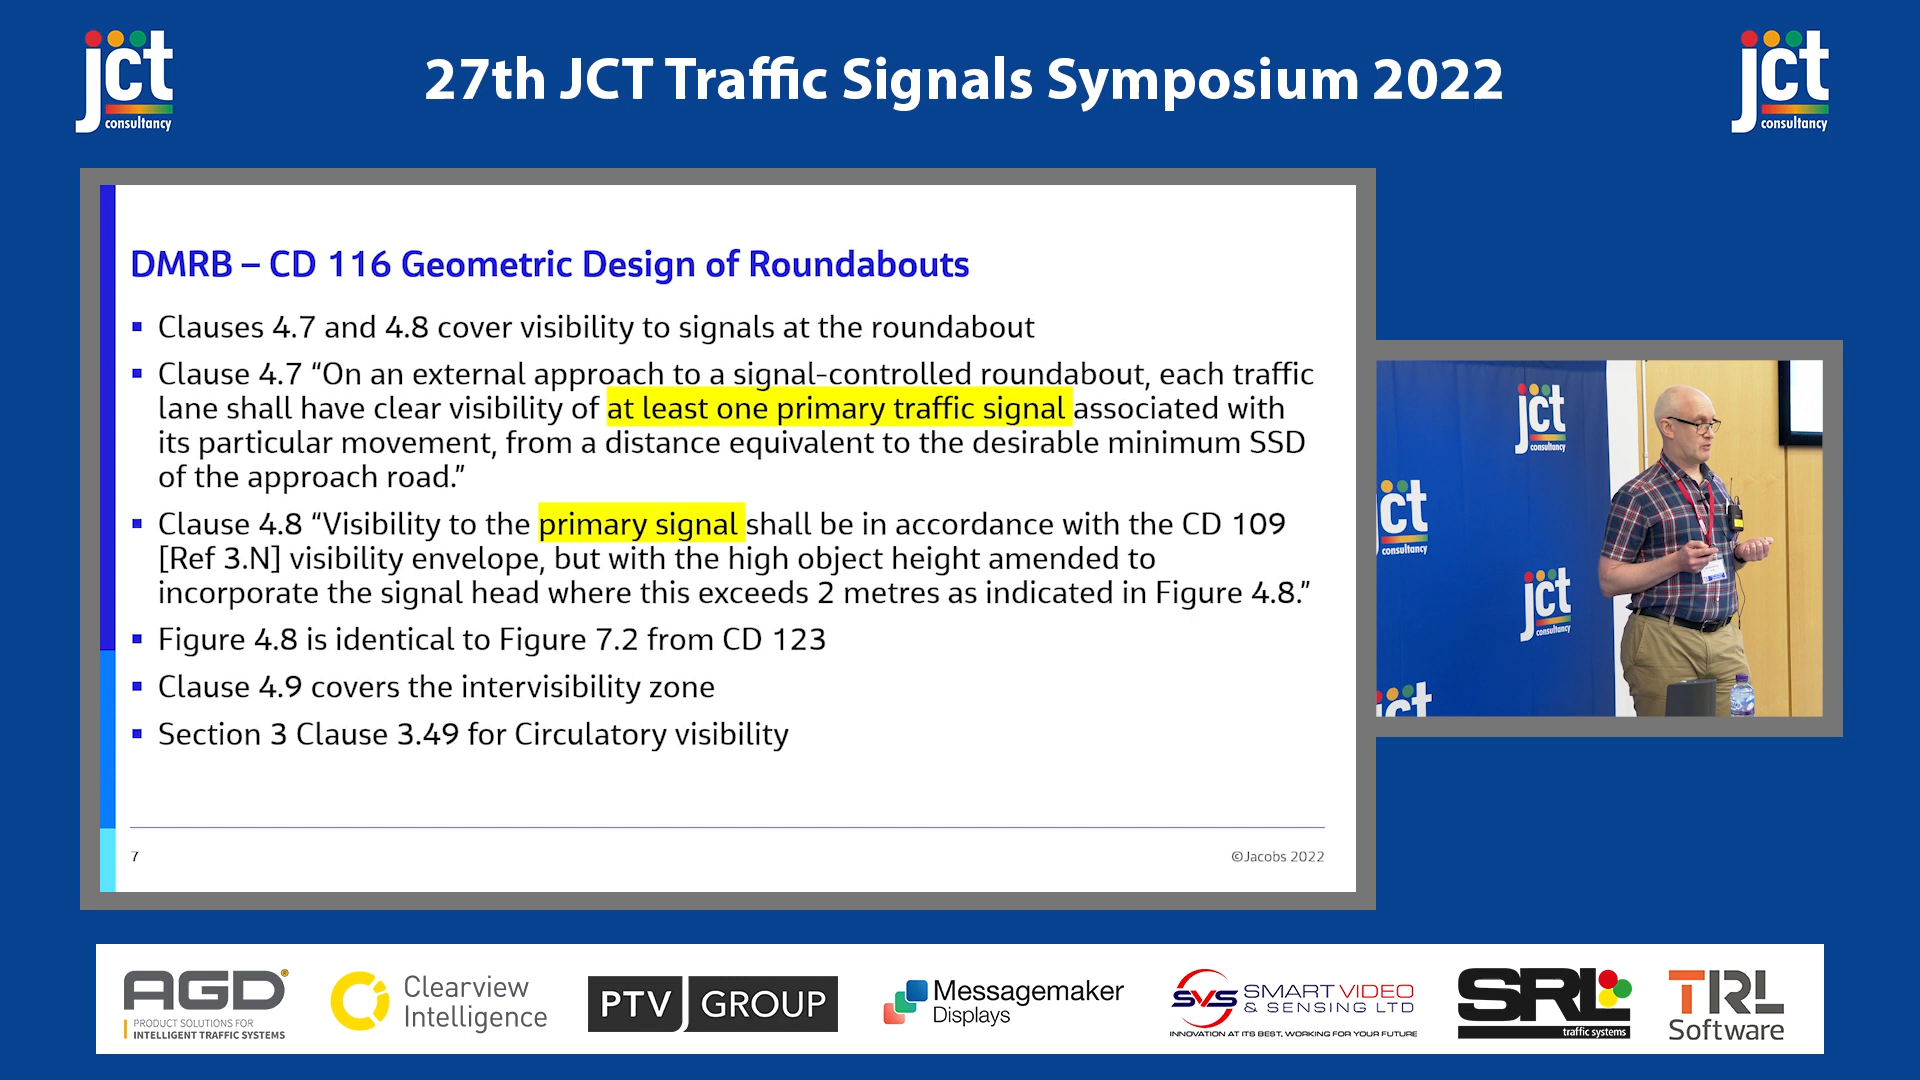 jct
consultancy
27th JCT Traffic Signals Symposium 2022
jct
consultancy
DMRB – CD 116 Geometric Design of Roundabouts
▪ Clauses 4.7 and 4.8 cover visibility to signals at the roundabout
▪ Clause 4.7 “On an external approach to a signal-controlled roundabout, each traffic
lane shall have clear visibility of at least one primary traffic signal associated with
its particular movement, from a distance equivalent to the desirable minimum SSD
of the approach road.”
▪ Clause 4.8 “Visibility to the primary signal shall be in accordance with the CD 109
[Ref 3.N] visibility envelope, but with the high object height amended to
incorporate the signal head where this exceeds 2 metres as indicated in Figure 4.8.”
▪ Figure 4.8 is identical to Figure 7.2 from CD 123
▪ Clause 4.9 covers the intervisibility zone
▪ Section 3 Clause 3.49 for Circulatory visibility
7
©Jacobs 2022
jct
consultancy
jct
consultancy
jct
consultancy
jct
AGD
PRODUCT SOLUTIONS FOR
INTELLIGENT TRAFFIC SYSTEMS
Clearview
Intelligence
PTV GROUP
Messagemaker
Displays
SVS SMART VIDEO
& SENSING LTD
INNOVATION AT ITS BEST, WORKING FOR YOUR FUTURE
SRL
traffic systems
TRL
Software